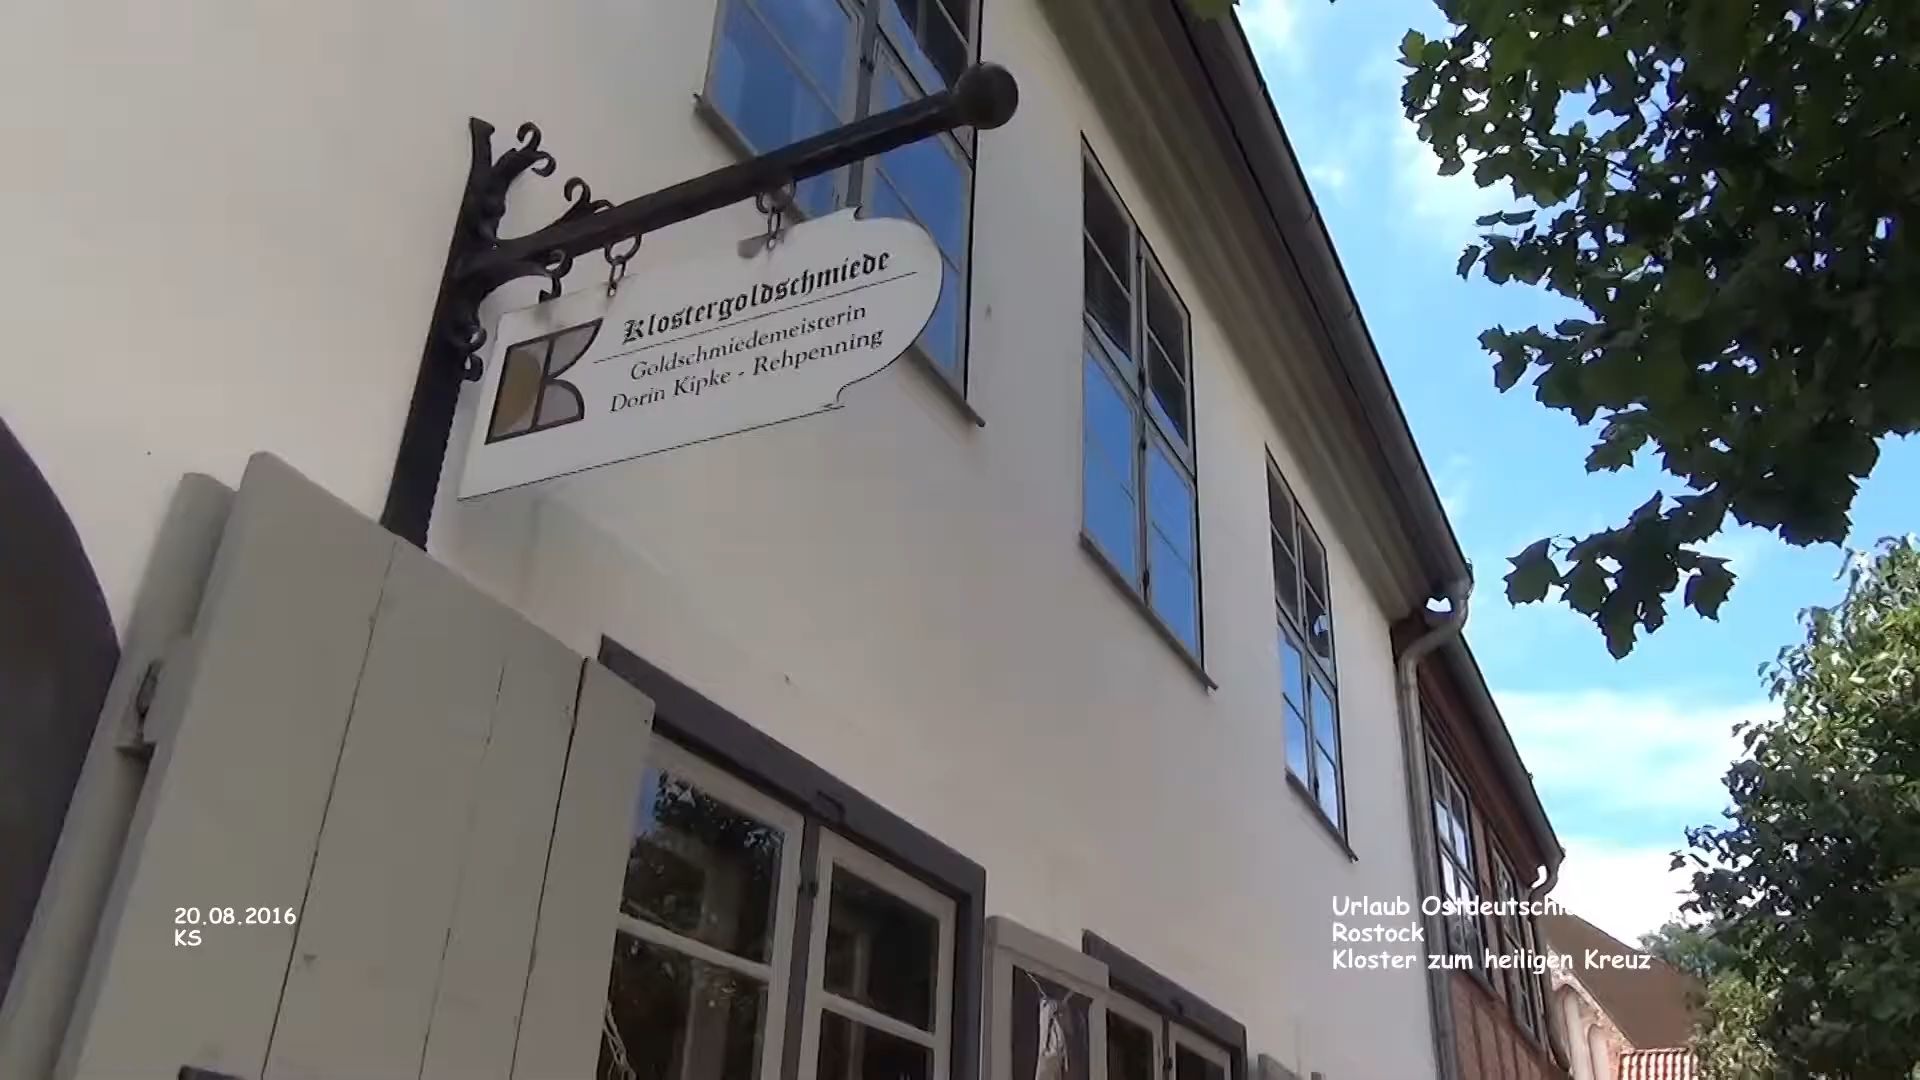 Klostergoldschmiede
Goldschmiedemeisterin
Dorin Kipke - Rehpenning
20.08.2016
KS
Urlaub
Rostock
Kloster zum heiligen Kreuz